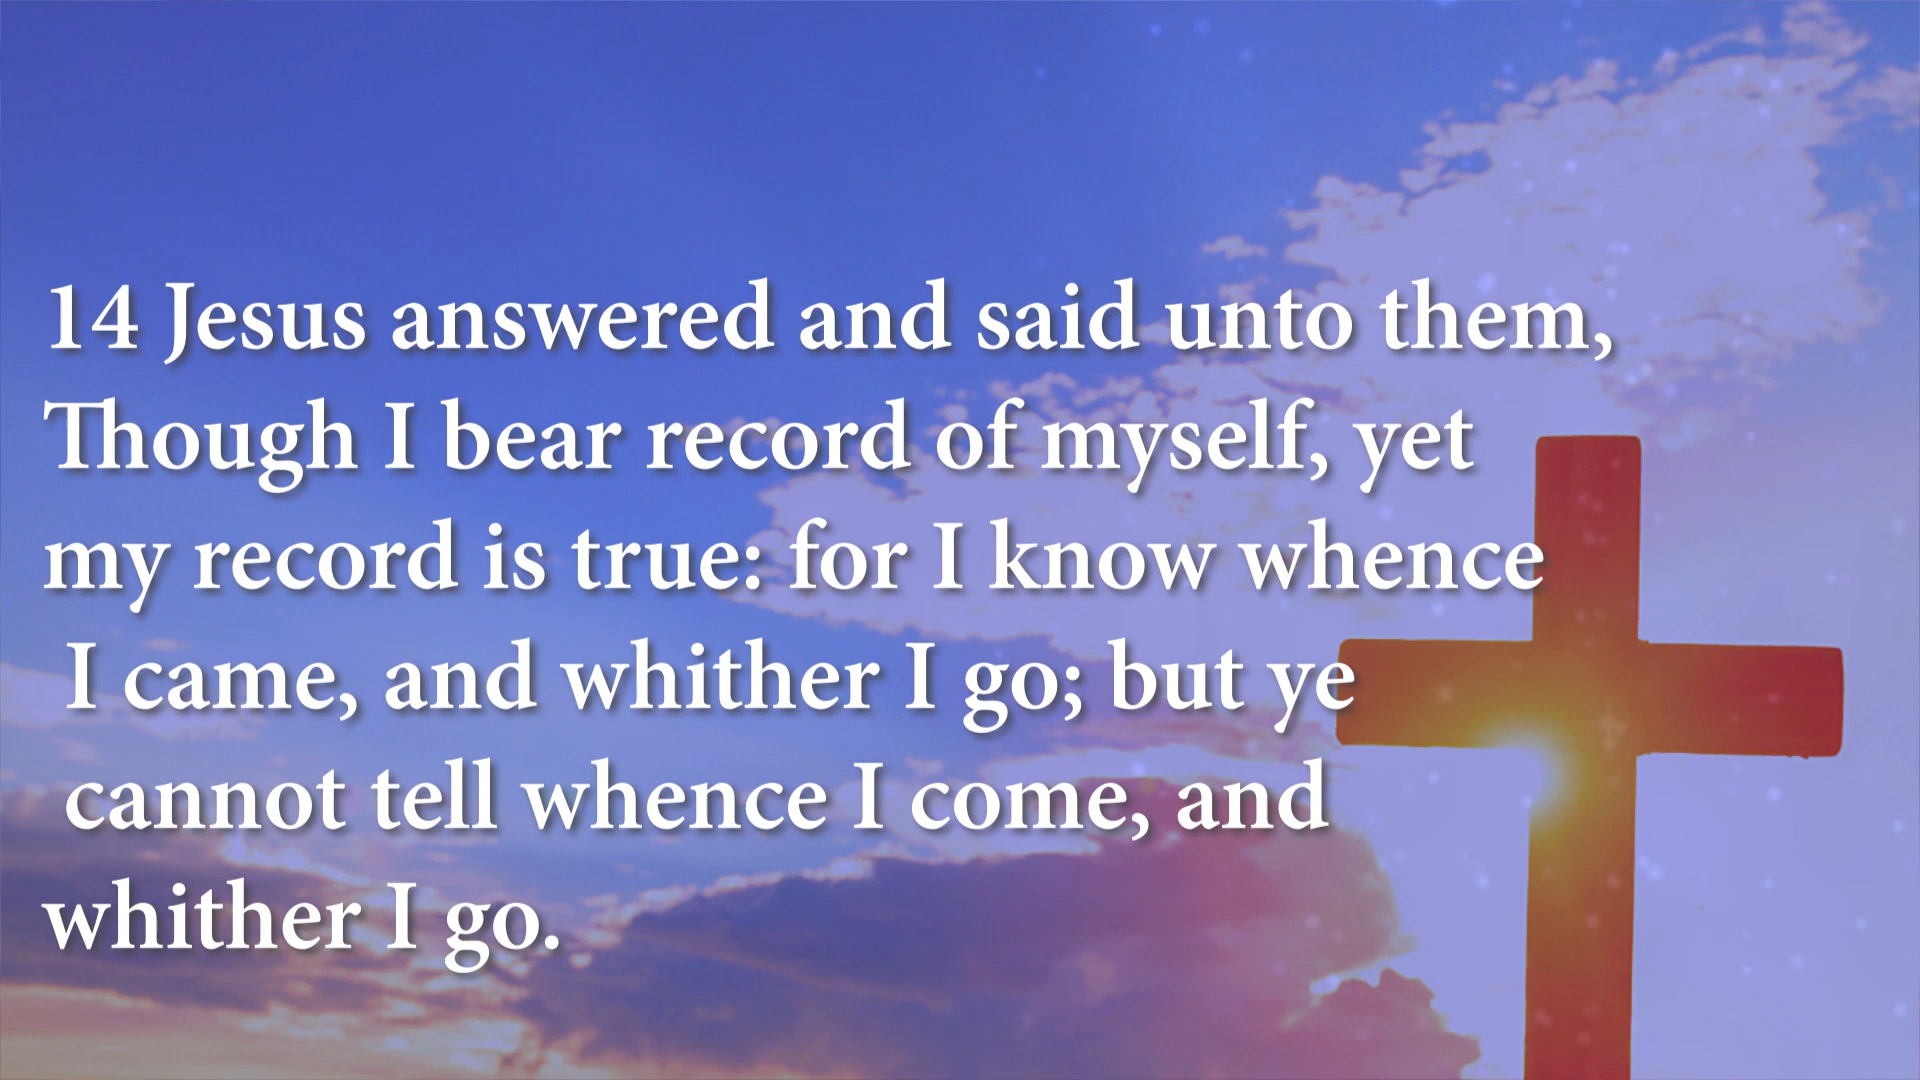 14 Jesus answered and said unto them,
Though I bear record of myself, yet
my record is true: for I know whence
I came, and whither I go; but ye
cannot tell whence I come, and
whither I go.